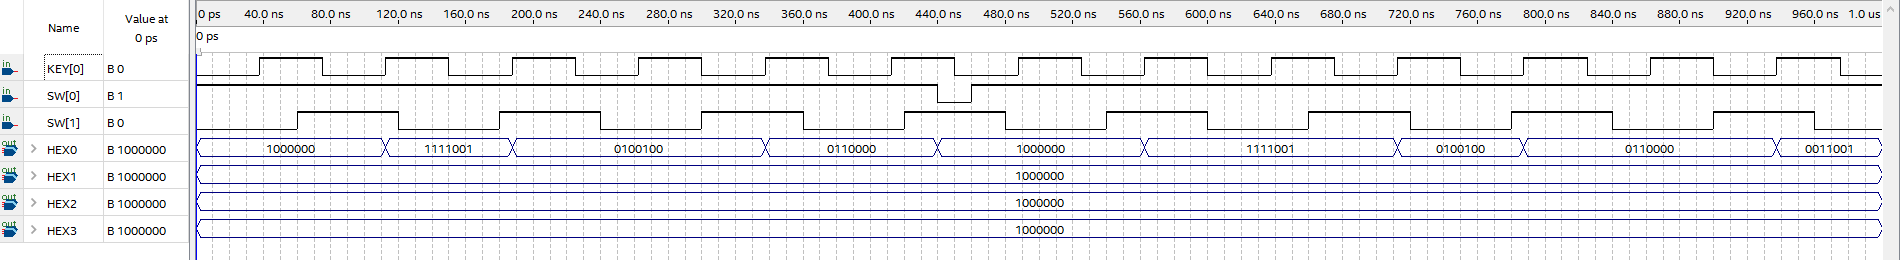 Name
Value at
0 ps
0 ps 40.0 ns 80.0 ns 120.0 ns 160.0 ns 200.0 ns 240.0 ns 280.0 ns 320.0 ns 360.0 ns 400.0 ns 440.0 ns 480.0 ns 520.0 ns 560.0 ns 600.0 ns 640.0 ns 680.0 ns 720.0 ns 760.0 ns 800.0 ns 840.0 ns 880.0 ns 920.0 ns 960.0 ns 1.0 us
0 ps
in KEY[0] B 0
in SW[0] B 1
in SW[1] B 0
out HEX0 B 1000000 1000000 1111001 0100100 0110000 1000000 1111001 0100100 0110000 0011001
out HEX1 B 1000000 1000000
out HEX2 B 1000000 1000000
out HEX3 B 1000000 1000000